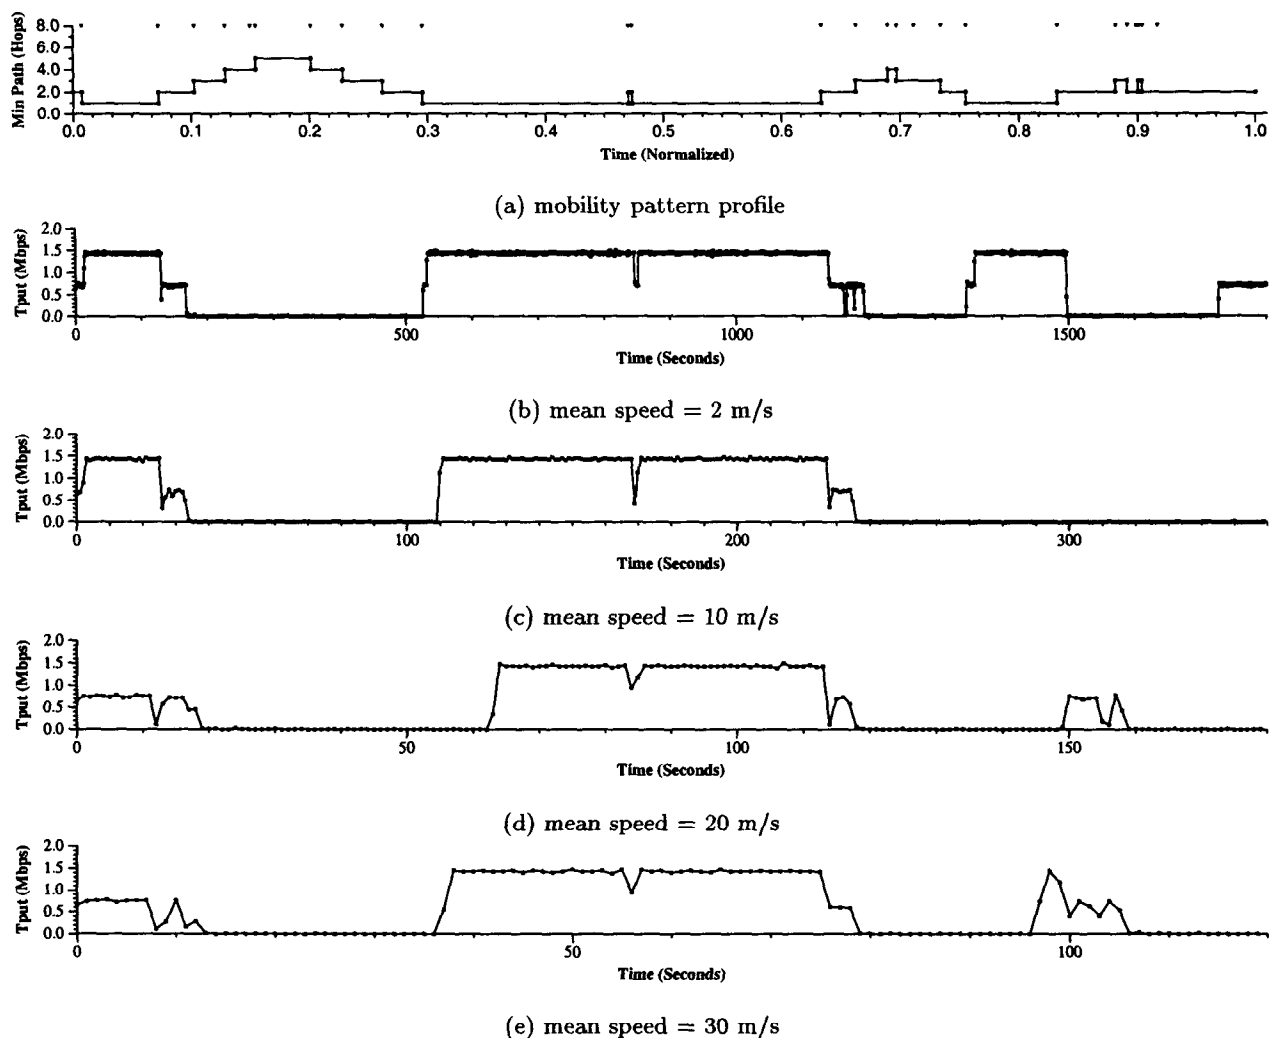 Min Path (Hops)
8.0
6.0
4.0
2.0
0.0
0.0 0.1 0.2 0.3 0.4 0.5 0.6 0.7 0.8 0.9 1.0
Time (Normalized)
(a) mobility pattern profile
Tput (Mbps)
2.0
1.5
1.0
0.5
0.0
0 500 1000 1500
Time (Seconds)
(b) mean speed = 2 m/s
Tput (Mbps)
2.0
1.5
1.0
0.5
0.0
0 100 200 300
Time (Seconds)
(c) mean speed = 10 m/s
Tput (Mbps)
2.0
1.5
1.0
0.5
0.0
0 50 100 150
Time (Seconds)
(d) mean speed = 20 m/s
Tput (Mbps)
2.0
1.5
1.0
0.5
0.0
0 50 100
Time (Seconds)
(e) mean speed = 30 m/s